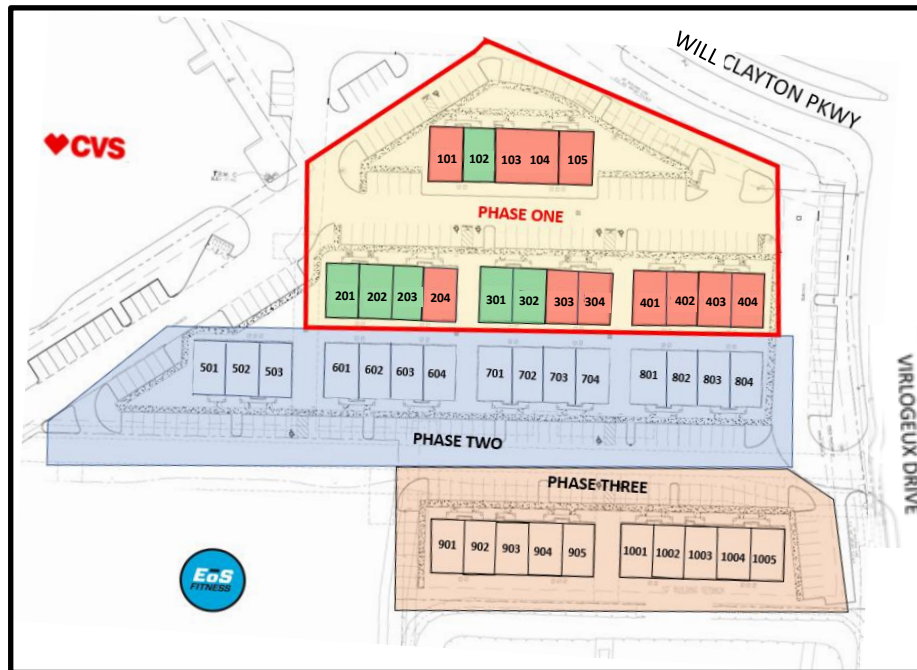 WILL CLAYTON PKWY
CVS
101 102 103 104 105
PHASE ONE
201 202 203 204 301 302 303 304 401 402 403 404
501 502 503 601 602 603 604 701 702 703 704 801 802 803 804
VIRLOGEUX DRIVE
PHASE TWO
PHASE THREE
901 902 903 904 905 1001 1002 1003 1004 1005
EōS
FITNESS